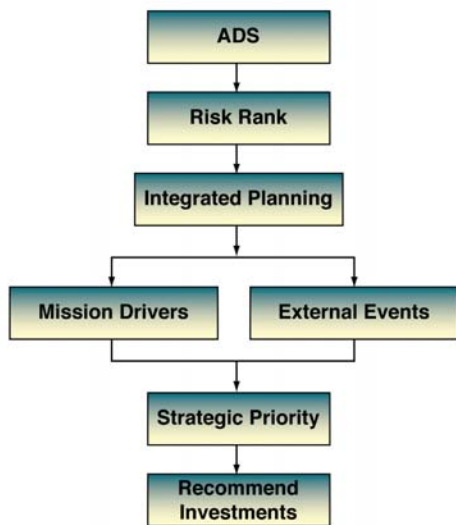 ADS
Risk Rank
Integrated Planning
Mission Drivers
External Events
Strategic Priority
Recommend
Investments